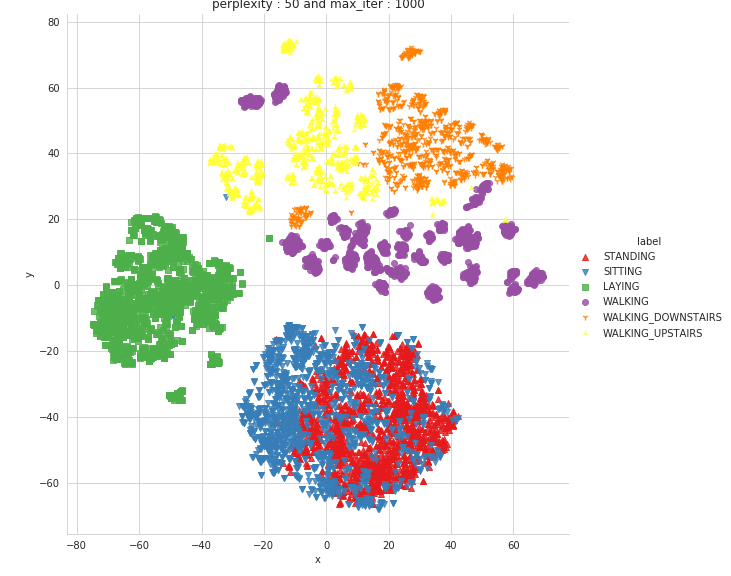 perplexity : 50 and max_iter : 1000
80
60
40
20
0
−20
−40
−60
y
−80
−60
−40
−20
0
20
40
60
x
label
STANDING
SITTING
LAYING
WALKING
WALKING_DOWNSTAIRS
WALKING_UPSTAIRS